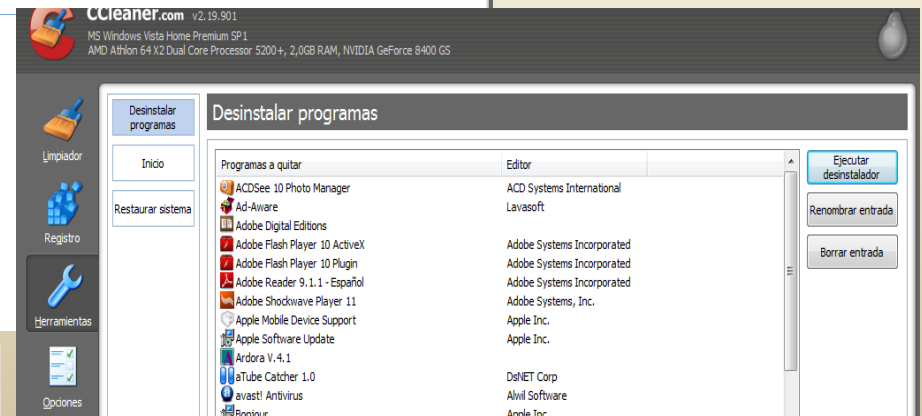 CCleaner.com v2.19.901
MS Windows Vista Home Premium SP1
AMD Athlon 64 X2 Dual Core Processor 5200+, 2,0GB RAM, NVIDIA GeForce 8400 GS
Limpiador
Registro
Herramientas
Opciones
Desinstalar
programas
Inicio
Restaurar sistema
Desinstalar programas
Programas a quitar Editor
ACDSee 10 Photo Manager ACD Systems International
Ad-Aware Lavasoft
Adobe Digital Editions
Adobe Flash Player 10 ActiveX Adobe Systems Incorporated
Adobe Flash Player 10 Plugin Adobe Systems Incorporated
Adobe Reader 9.1.1 - Español Adobe Systems Incorporated
Adobe Shockwave Player 11 Adobe Systems, Inc.
Apple Mobile Device Support Apple Inc.
Apple Software Update Apple Inc.
Ardora V.4.1
aTube Catcher 1.0 DsNET Corp
avast! Antivirus Alwil Software
Bonjour Apple Inc.
Ejecutar
desinstalador
Renombrar entrada
Borrar entrada